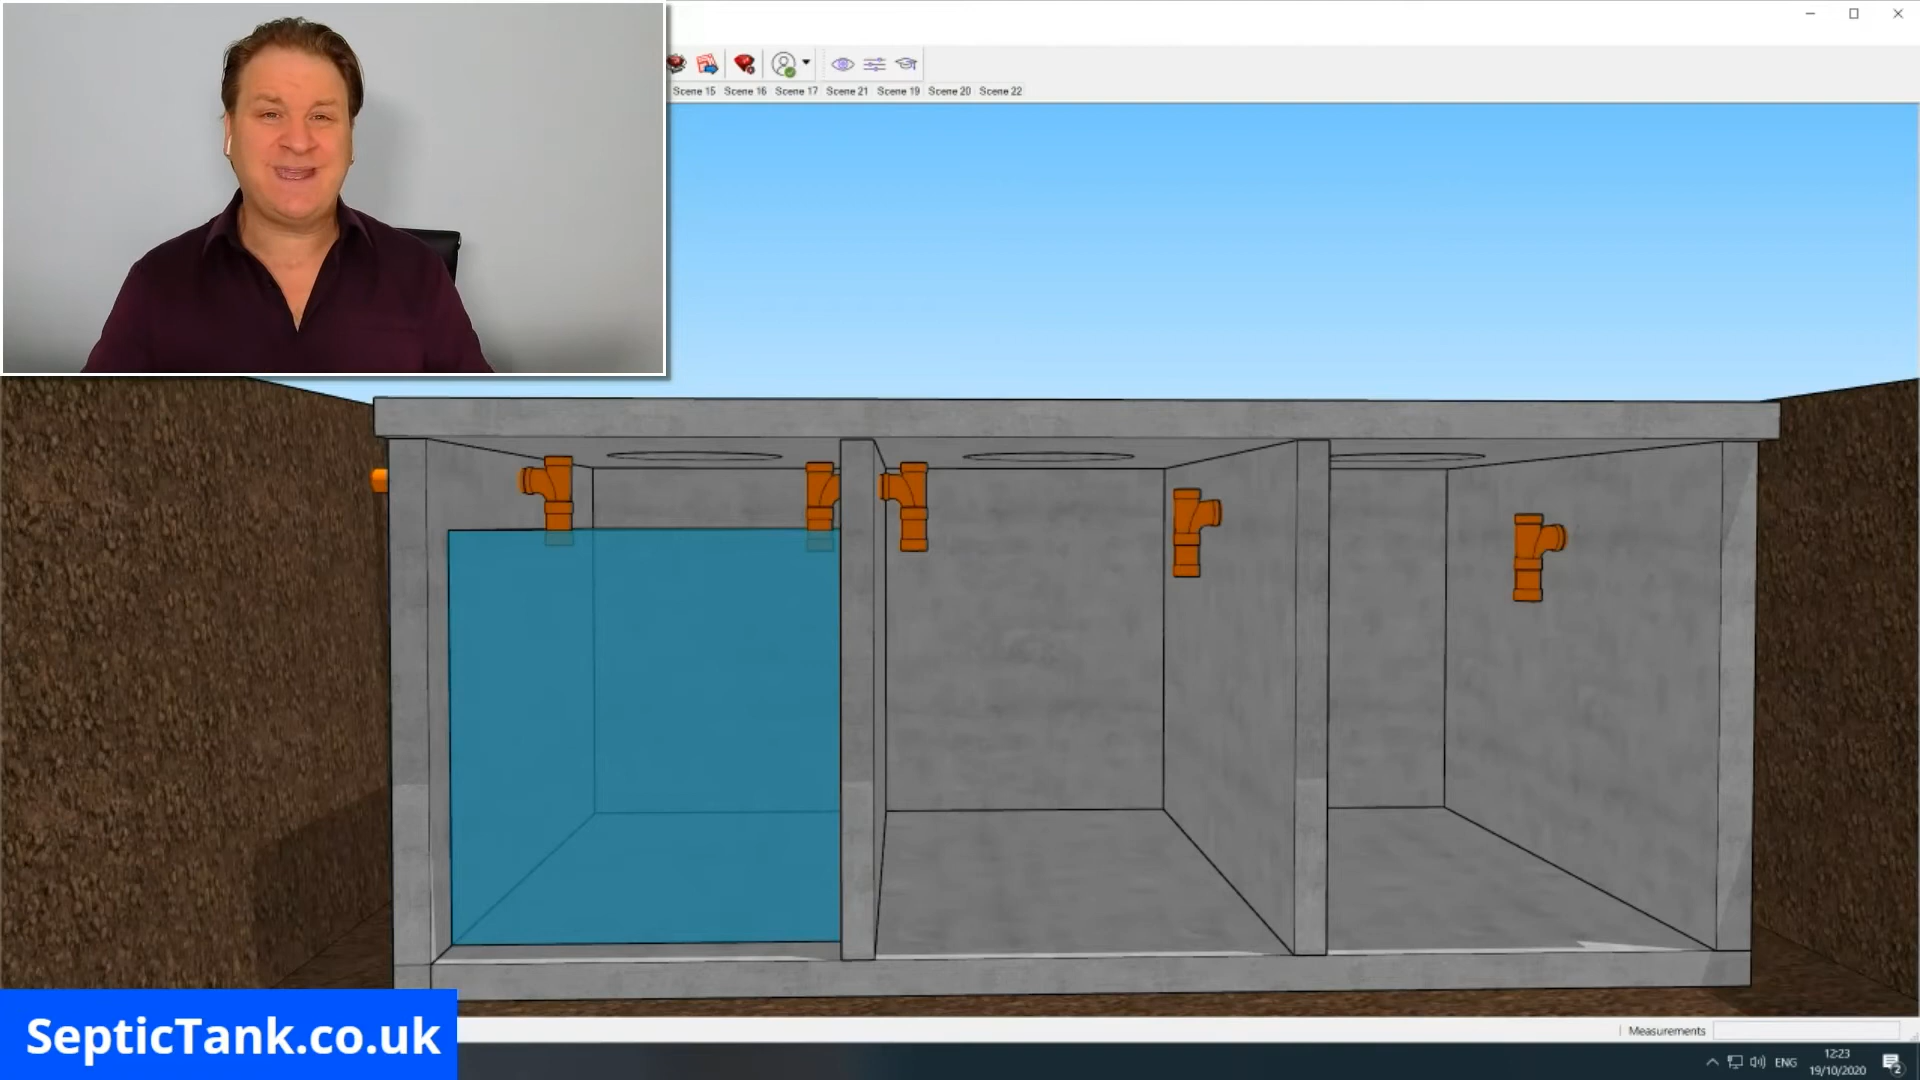 Scene 15 Scene 16 Scene 17 Scene 21 Scene 19 Scene 20 Scene 22
SepticTank.co.uk
Measurements
ENG
12:23
19/10/2020
2